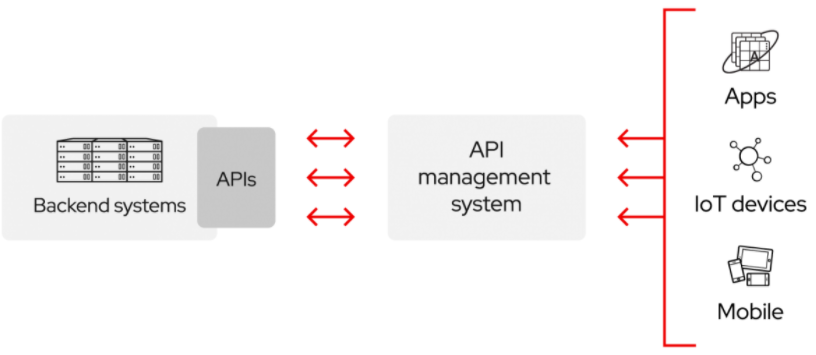 Backend systems
APIs
API
management
system
A
Apps
IoT devices
Mobile